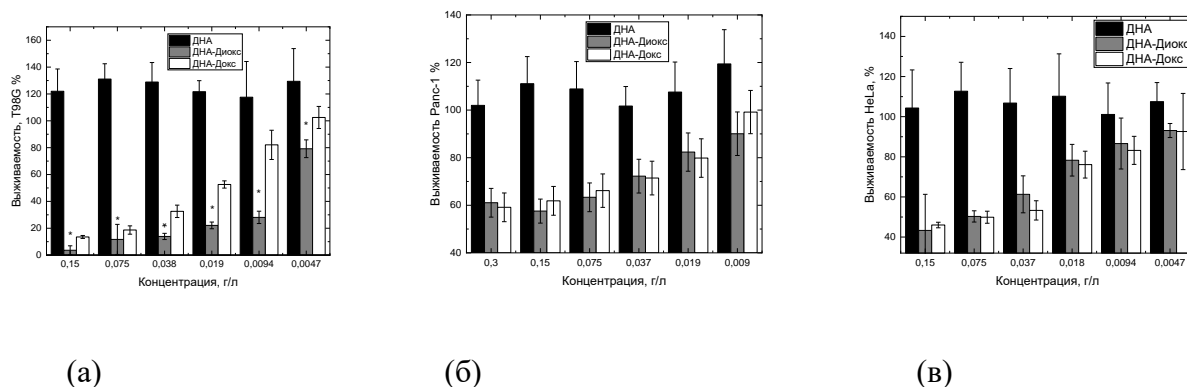 160
140
120
100
80
60
40
20
0
Выживаемость, T98G %
ДНА
ДНА-Диокс
ДНА-Докс
* * * * * *
0,15 0,075 0,038 0,019 0,0094 0,0047
Концентрация, г/л
(а)
140
120
100
80
60
40
Выживаемость Panc-1 %
ДНА
ДНА-Диокс
ДНА-Докс
0,3 0,15 0,075 0,037 0,019 0,009
Концентрация, г/л
(б)
140
120
100
80
60
40
Выживаемость HeLa, %
ДНА
ДНА-Диокс
ДНА-Докс
0,15 0,075 0,037 0,018 0,0094 0,0047
Концентрация, г/л
(в)